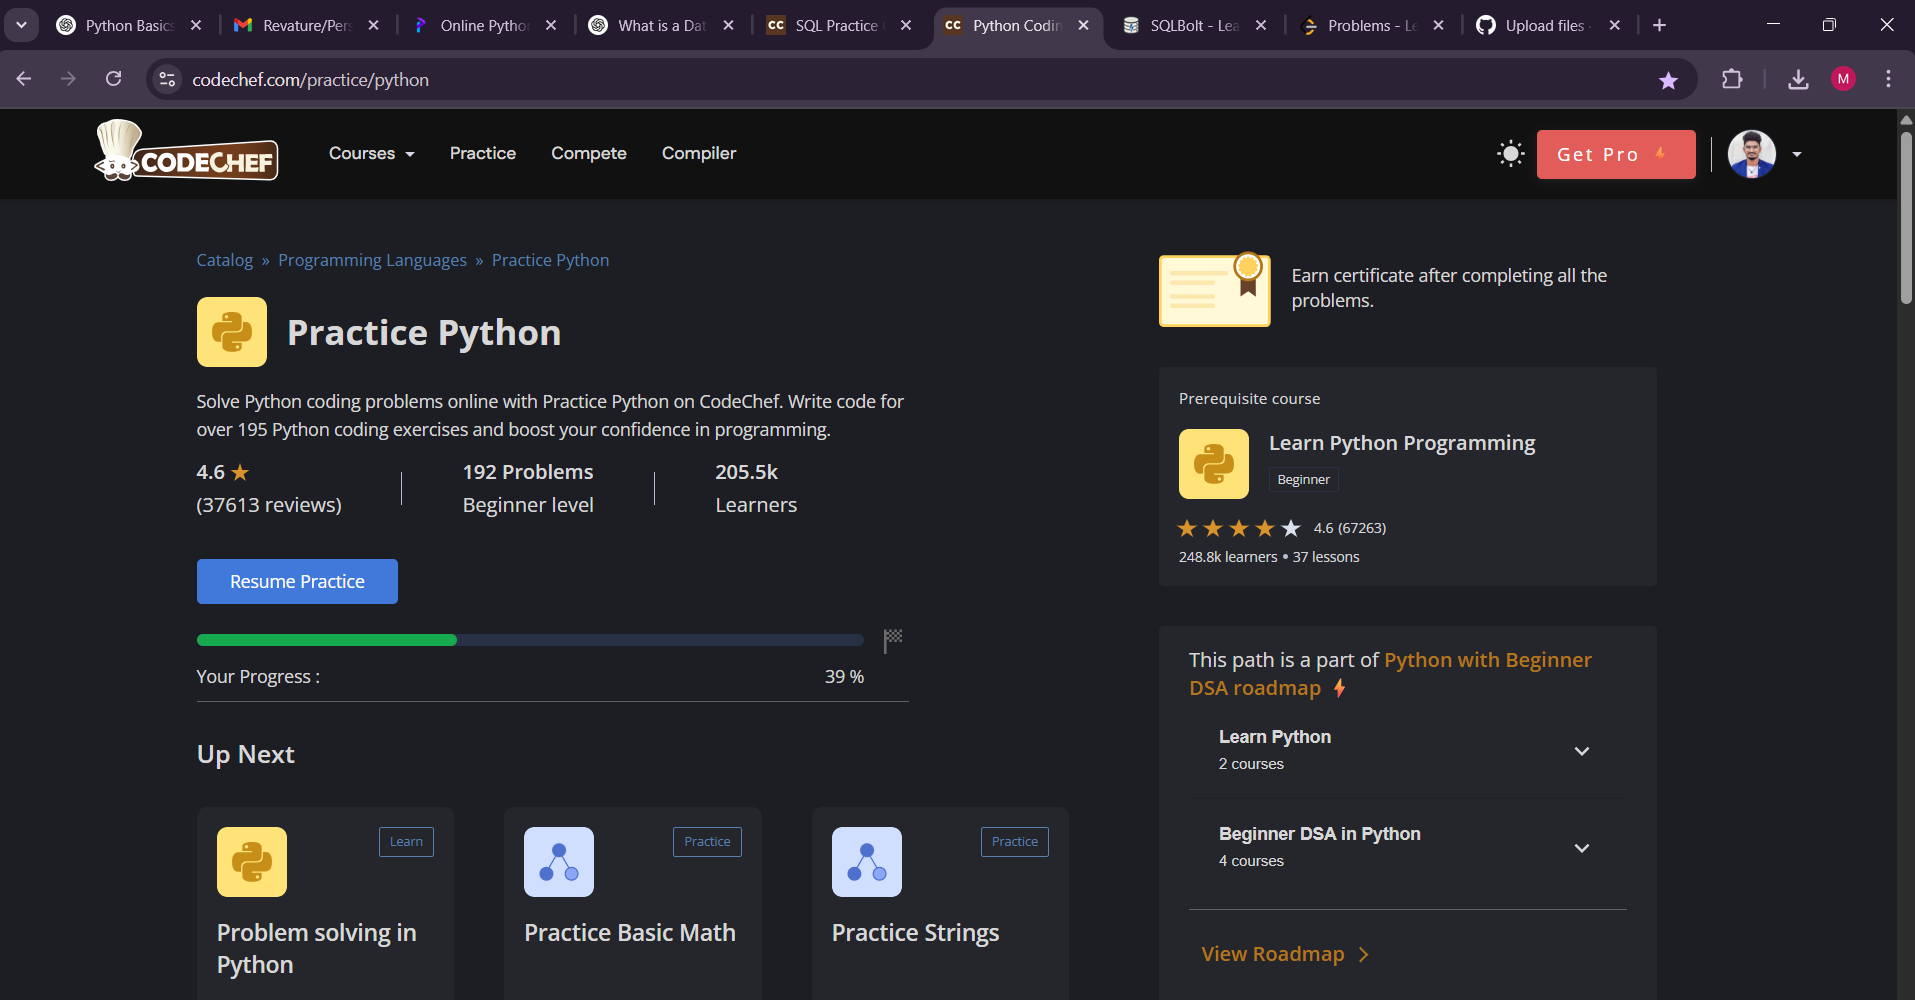 Python Basics
Revature/Pers
Online Python
What is a Dat
SQL Practice
CC
Python Codin
CC
SQLBolt - Lea
Problems - Le
Upload files
codechef.com/practice/python
M
CODECHEF
Courses
Practice
Compete
Compiler
Get Pro
Catalog » Programming Languages » Practice Python
Practice Python
Solve Python coding problems online with Practice Python on CodeChef. Write code for
over 195 Python coding exercises and boost your confidence in programming.
4.6
(37613 reviews)
192 Problems
Beginner level
205.5k
Learners
Resume Practice
Your Progress :
39 %
Up Next
Learn
Problem solving in
Python
Practice
Practice Basic Math
Practice
Practice Strings
Earn certificate after completing all the
problems.
Prerequisite course
Learn Python Programming
Beginner
4.6 (67263)
248.8k learners • 37 lessons
This path is a part of Python with Beginner
DSA roadmap
Learn Python
2 courses
Beginner DSA in Python
4 courses
View Roadmap